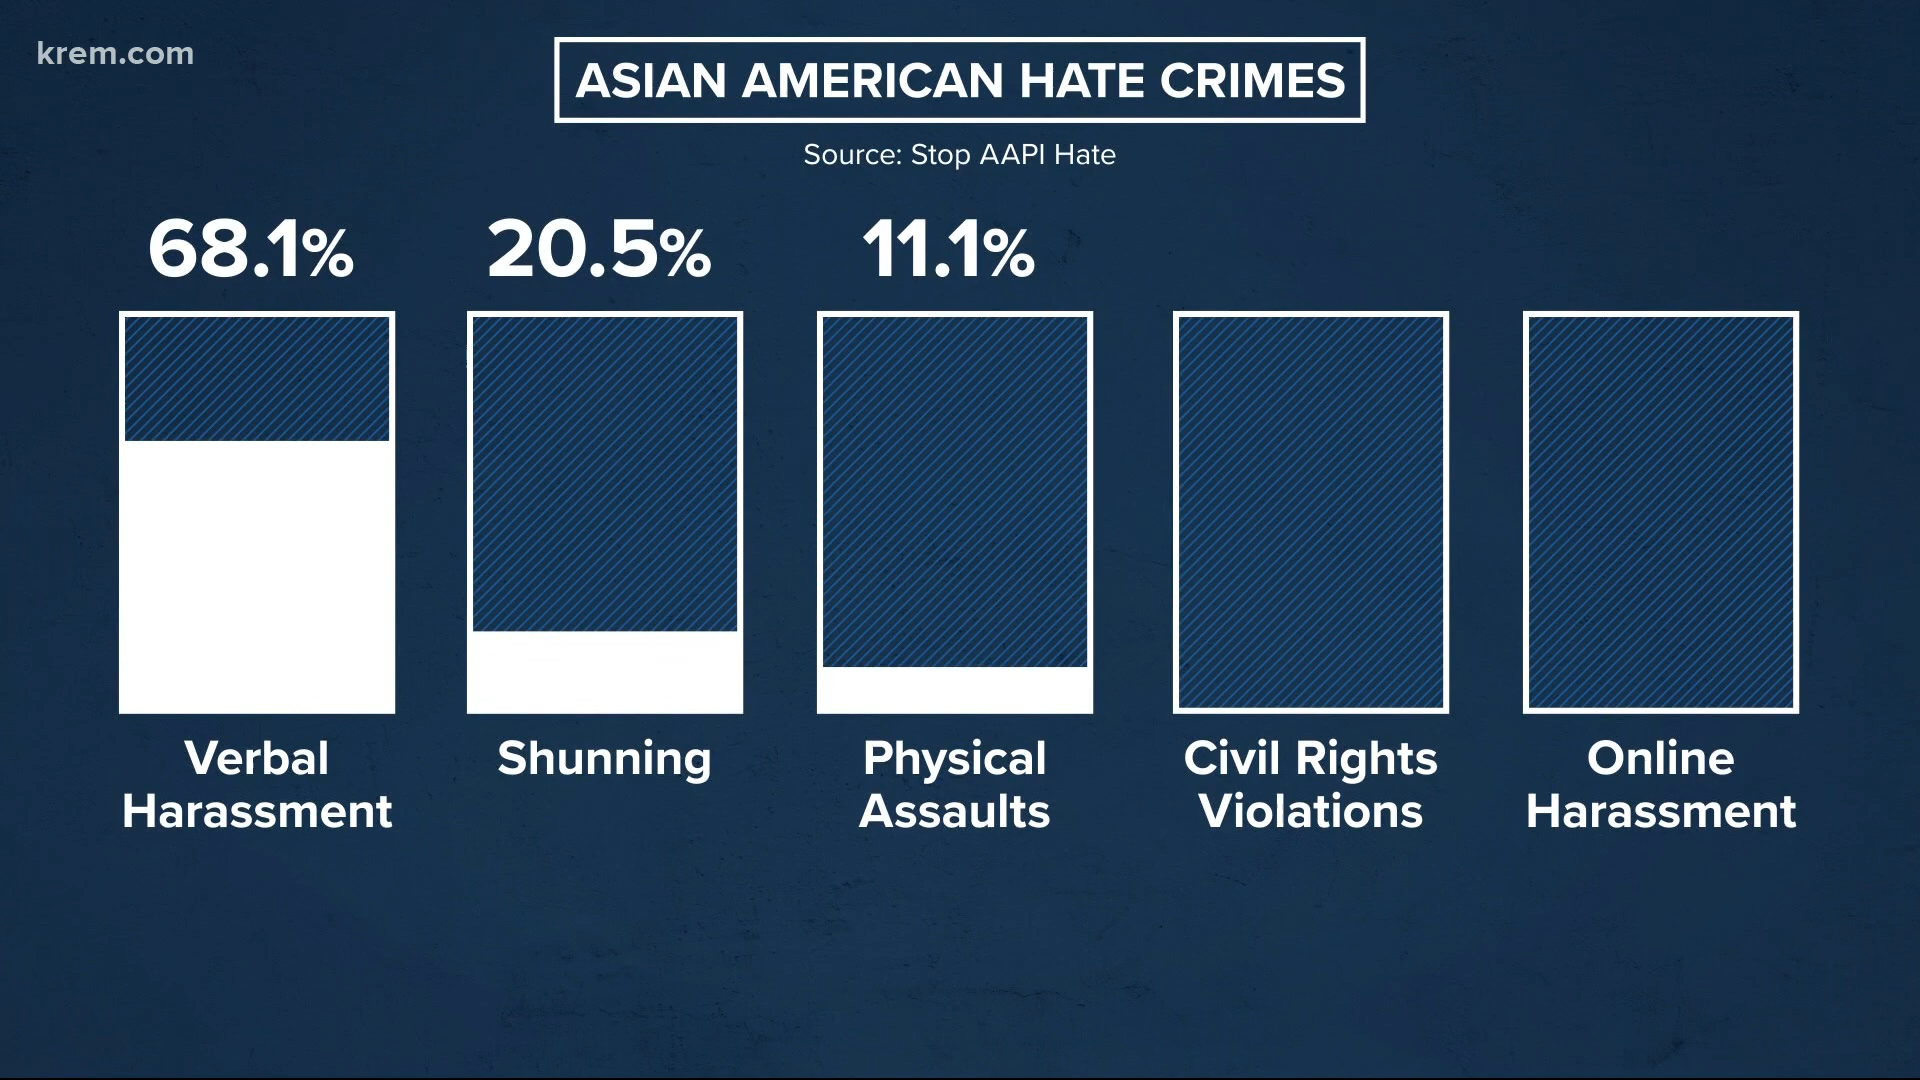 krem.com
ASIAN AMERICAN HATE CRIMES
Source: Stop AAPI Hate
68.1%
20.5%
11.1%
Verbal
Harassment
Shunning
Physical
Assaults
Civil Rights
Violations
Online
Harassment